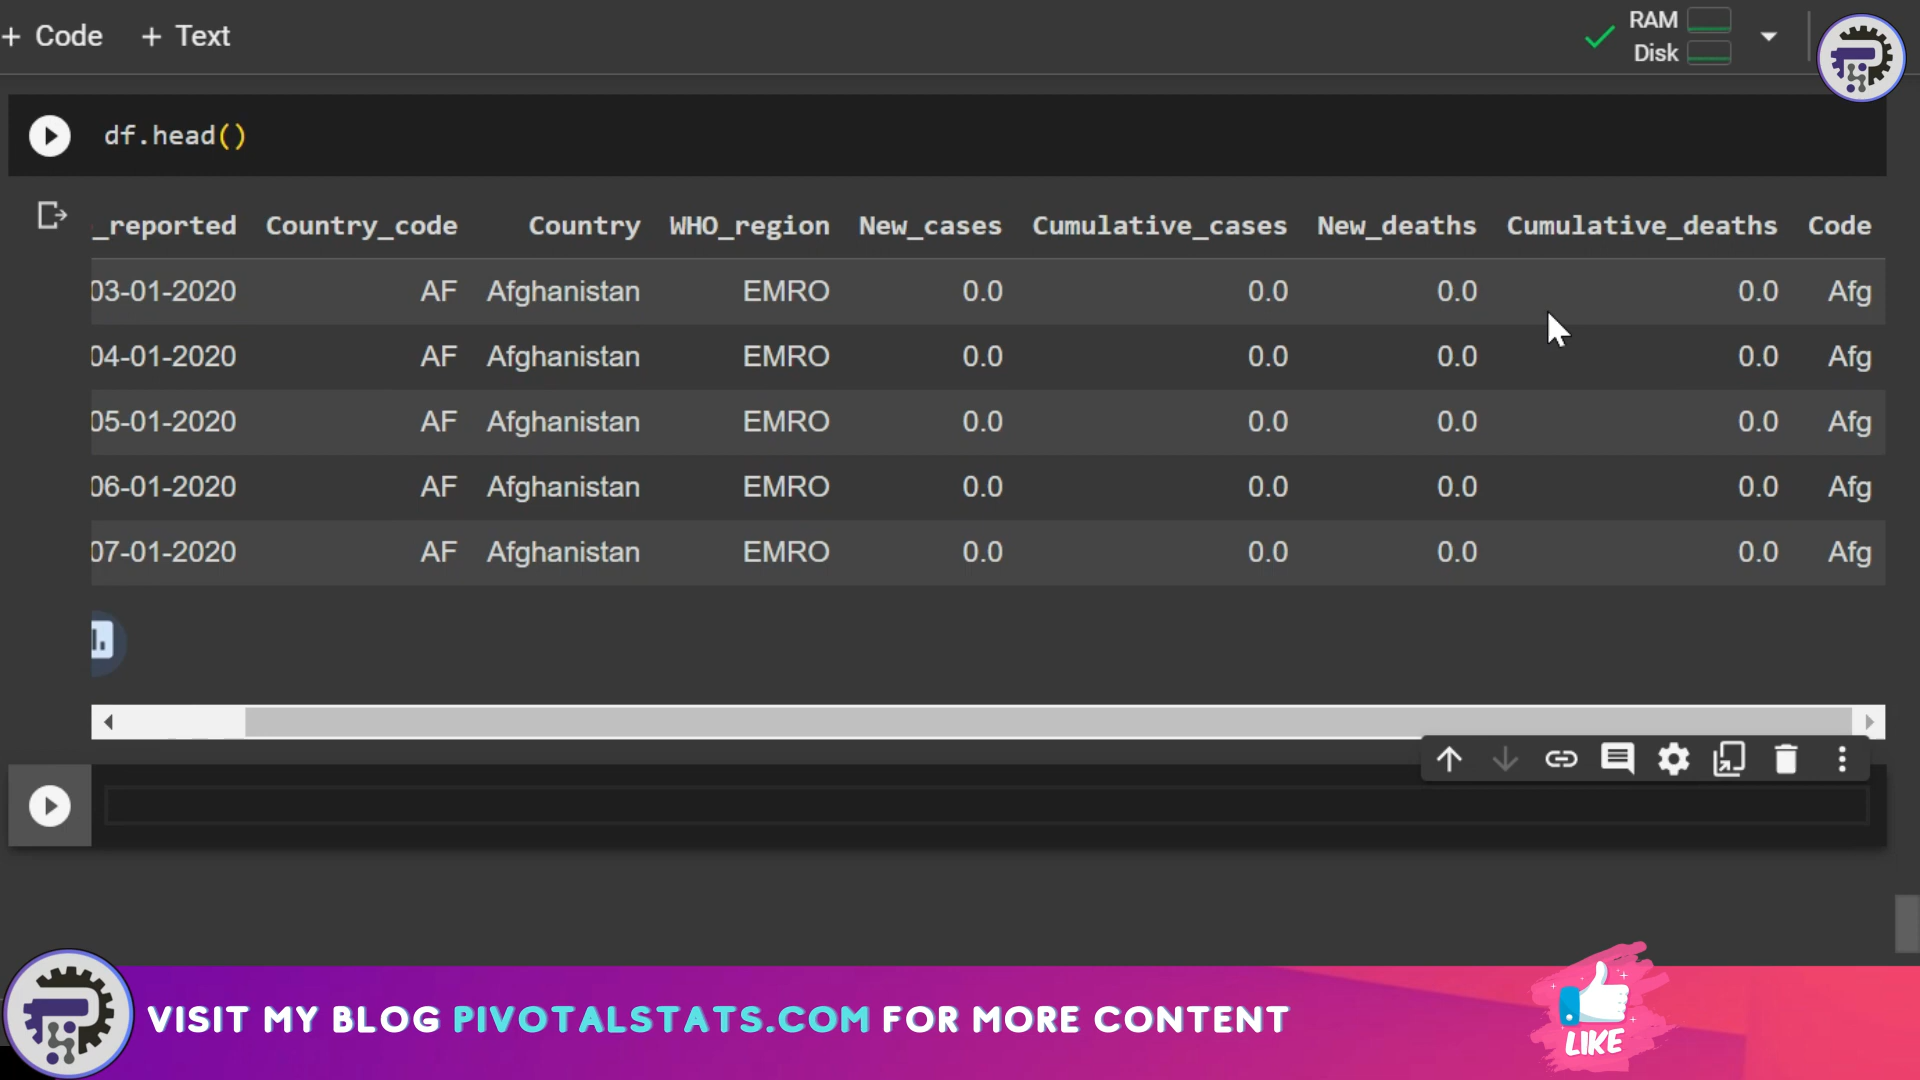 + Code + Text
RAM
Disk
df.head()
_reported Country_code Country WHO_region New_cases Cumulative_cases New_deaths Cumulative_deaths Code
03-01-2020 AF Afghanistan EMRO 0.0 0.0 0.0 0.0 Afg
04-01-2020 AF Afghanistan EMRO 0.0 0.0 0.0 0.0 Afg
05-01-2020 AF Afghanistan EMRO 0.0 0.0 0.0 0.0 Afg
06-01-2020 AF Afghanistan EMRO 0.0 0.0 0.0 0.0 Afg
07-01-2020 AF Afghanistan EMRO 0.0 0.0 0.0 0.0 Afg
VISIT MY BLOG PIVOTALSTATS.COM FOR MORE CONTENT
LIKE